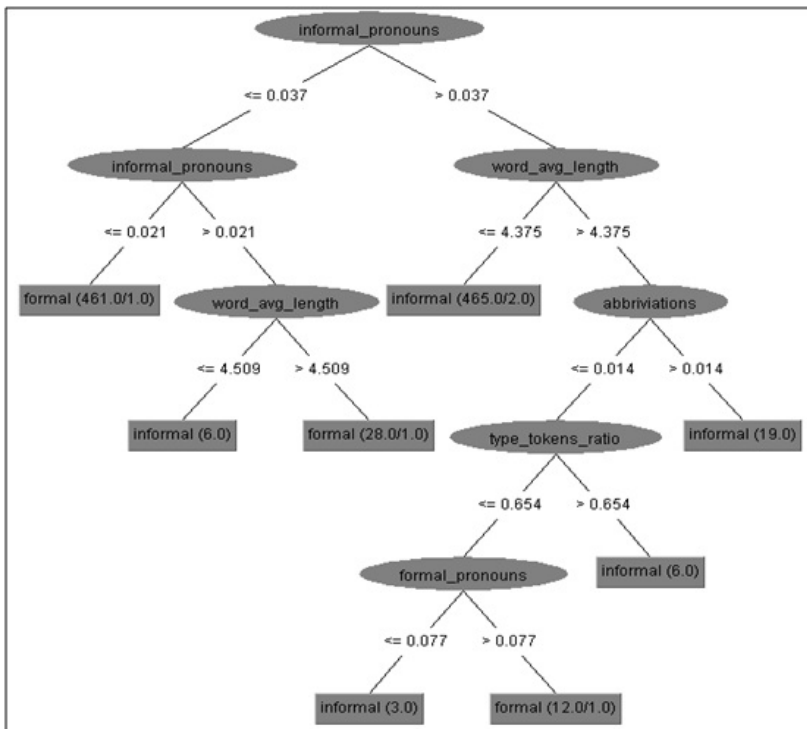 informal_pronouns
<= 0.037 > 0.037
informal_pronouns word_avg_length
<= 0.021 > 0.021 <= 4.375 > 4.375
formal (461.0/1.0) word_avg_length informal (465.0/2.0) abbriviations
<= 4.509 > 4.509 <= 0.014 > 0.014
informal (6.0) formal (28.0/1.0) type_tokens_ratio informal (19.0)
<= 0.654 > 0.654
formal_pronouns informal (6.0)
<= 0.077 > 0.077
informal (3.0) formal (12.0/1.0)